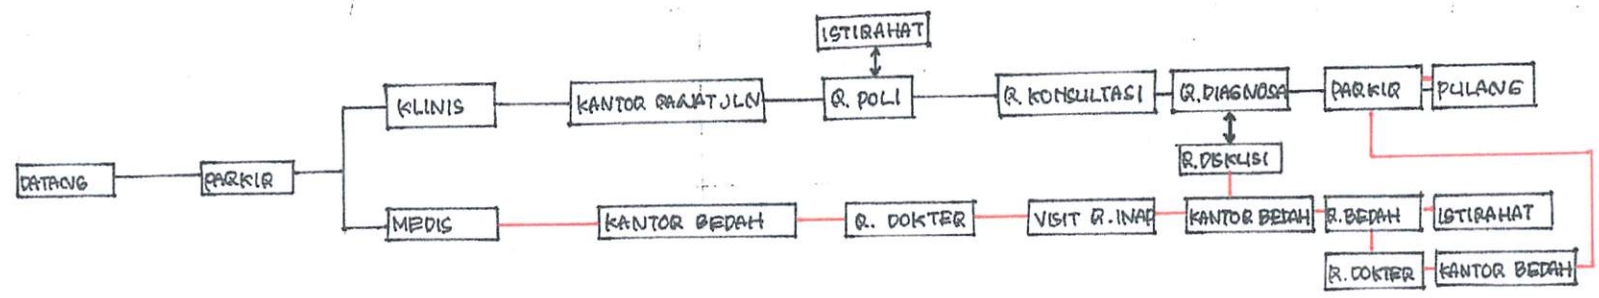 ISTIRAHAT
KLINIS
KANTOR RAWAT JLN
R. POLI
R. KONSULTASI
R. DIAGNOSA
PARKIR
PULANG
R. DISKUSI
DATANG
PARKIR
MEDIS
KANTOR BEDAH
R. DOKTER
VISIT R. INAP
KANTOR BEDAH
R. BEDAH
ISTIRAHAT
R. DOKTER
KANTOR BEDAH